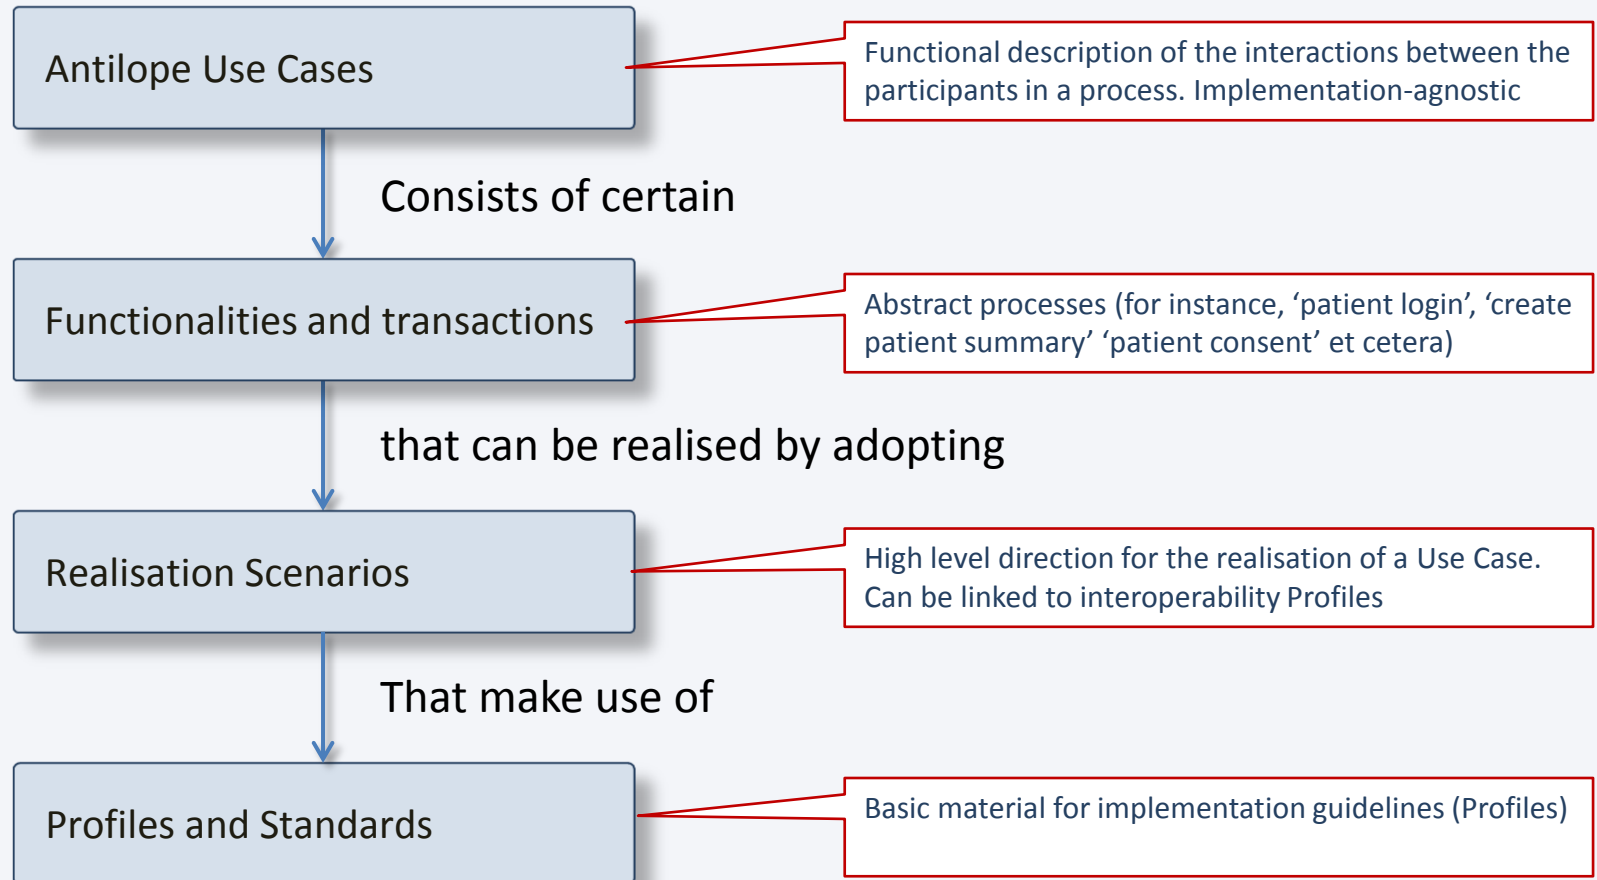 Antilope Use Cases
Functional description of the interactions between the
participants in a process. Implementation-agnostic
Consists of certain
Functionalities and transactions
Abstract processes (for instance, ‘patient login’, ‘create
patient summary’ ‘patient consent’ et cetera)
that can be realised by adopting
Realisation Scenarios
High level direction for the realisation of a Use Case.
Can be linked to interoperability Profiles
That make use of
Profiles and Standards
Basic material for implementation guidelines (Profiles)